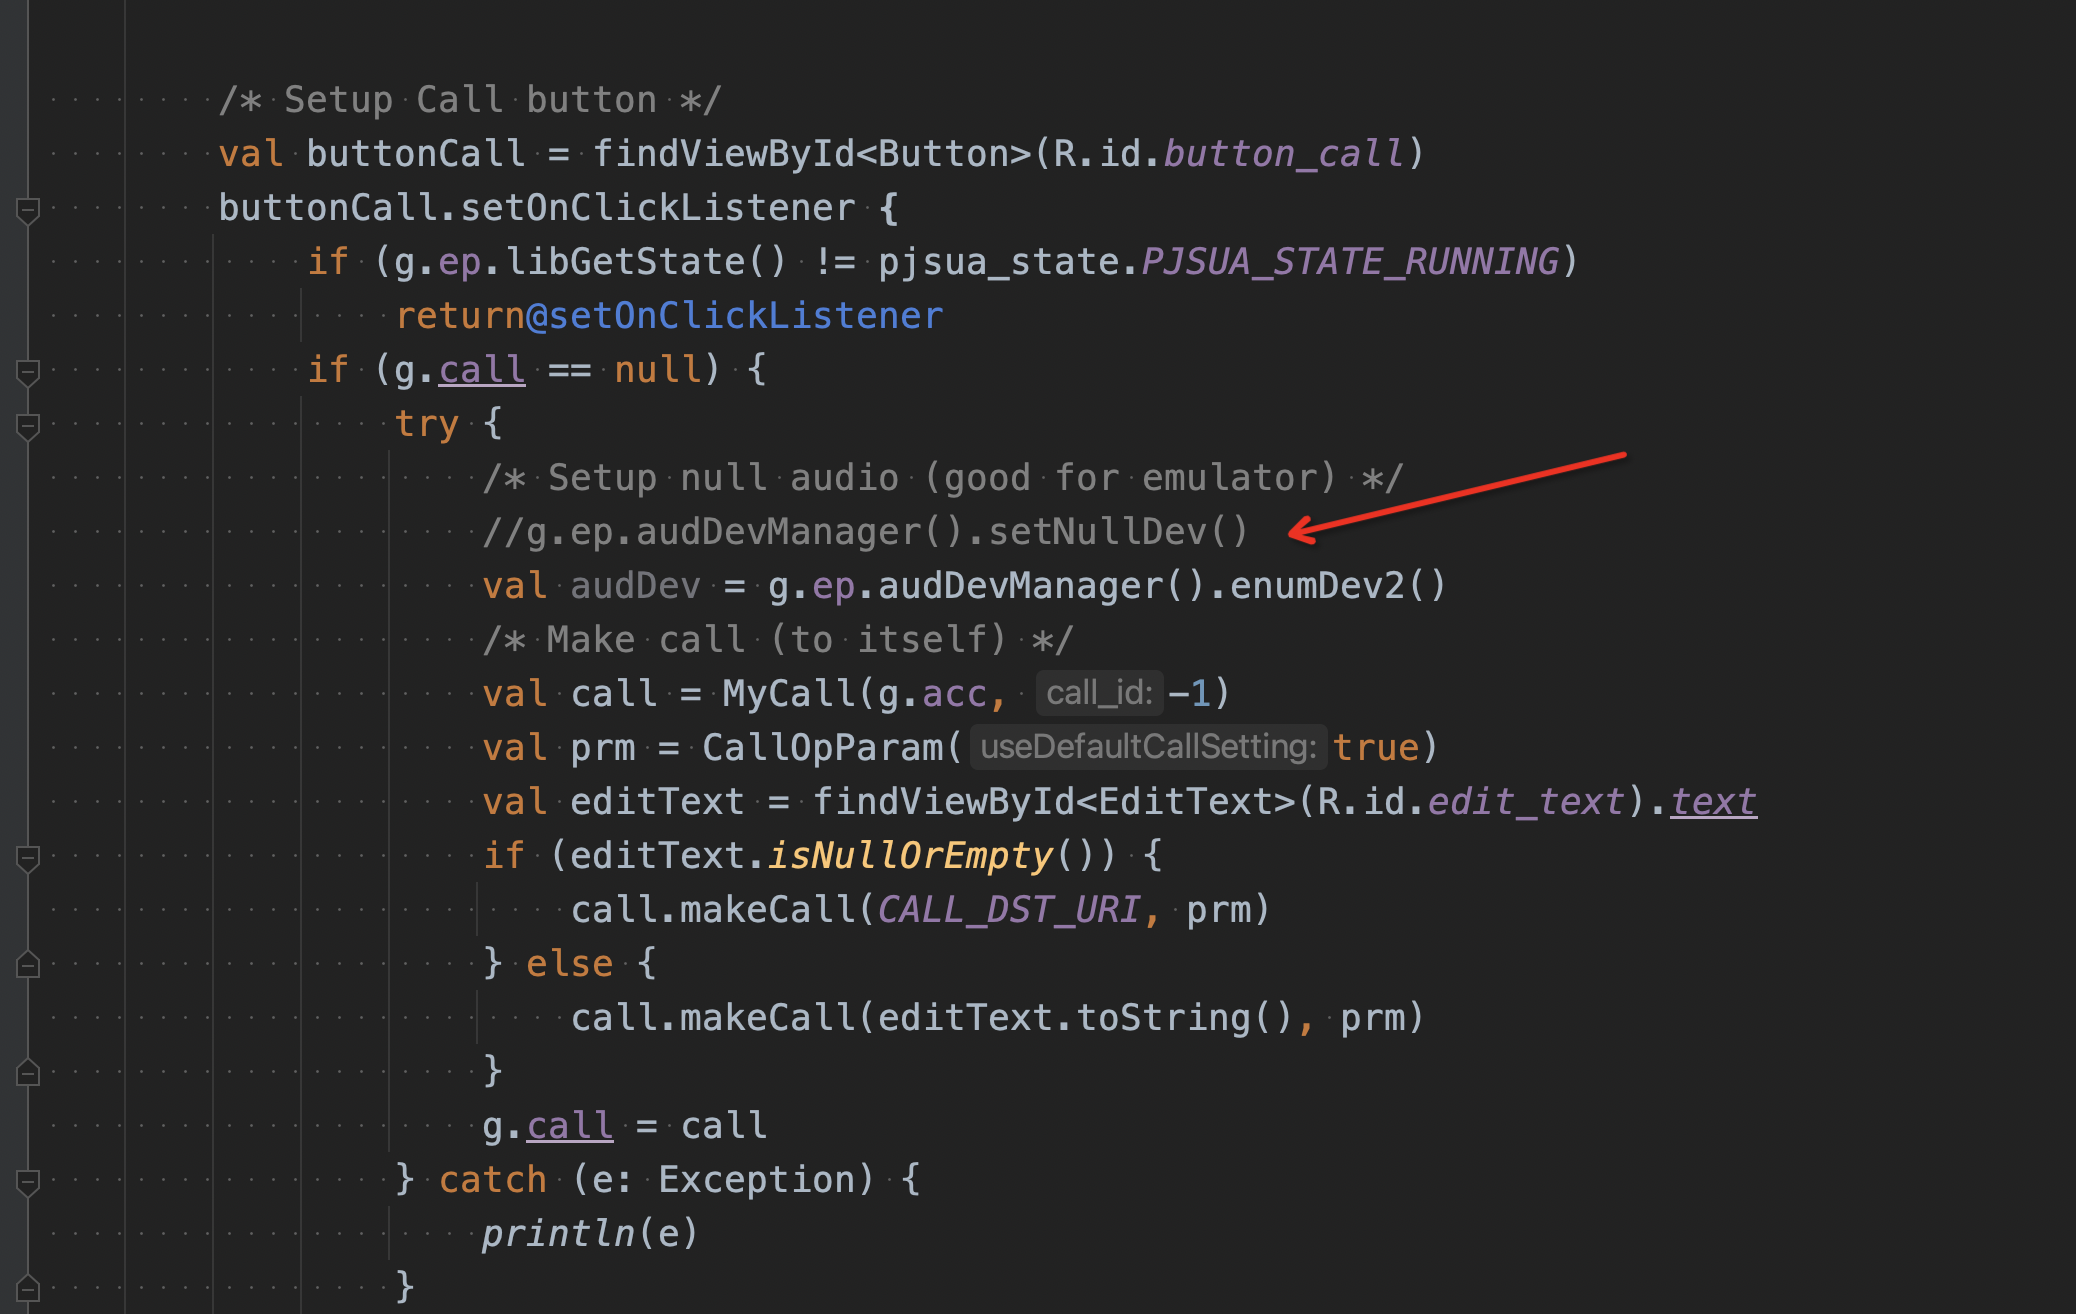 /* Setup Call button */
val buttonCall = findViewById<Button>(R.id.button_call)
buttonCall.setOnClickListener {
if (g.ep.libGetState() != pjsua_state.PJSUA_STATE_RUNNING)
return@setOnClickListener
if (g.call == null) {
try {
/* Setup null audio (good for emulator) */
//g.ep.audDevManager().setNullDev()
val audDev = g.ep.audDevManager().enumDev2()
/* Make call (to itself) */
val call = MyCall(g.acc, call_id: -1)
val prm = CallOpParam( useDefaultCallSetting: true)
val editText = findViewById<EditText>(R.id.edit_text).text
if (editText.isNullOrEmpty()) {
call.makeCall(CALL_DST_URI, prm)
} else {
call.makeCall(editText.toString(), prm)
}
g.call = call
} catch (e: Exception) {
println(e)
}